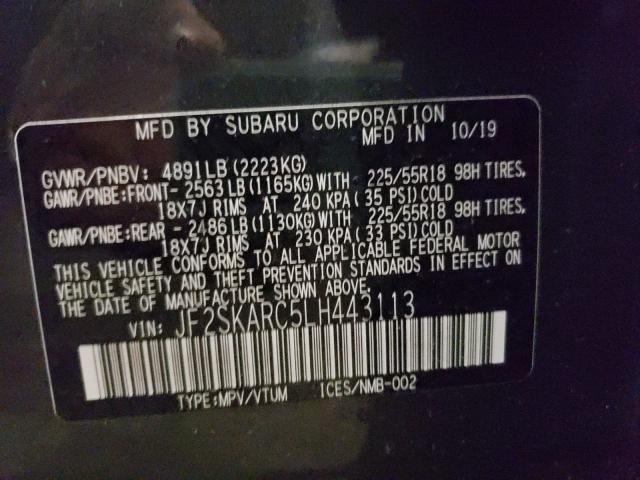 MFD BY SUBARU CORPORATION
MFD IN 10/19
GVWR/PNBV: 4891LB (2223KG)
GAWR/PNBE:FRONT- 2563 LB (1165KG) WITH 225/55R18 98H TIRES,
18X7J RIMS AT 240 KPA (35 PSI) COLD
GAWR/PNBE:REAR - 2486 LB (1130KG) WITH 225/55R18 98H TIRES,
18X7J RIMS AT 230 KPA (33 PSI) COLD
THIS VEHICLE CONFORMS TO ALL APPLICABLE FEDERAL MOTOR
VEHICLE SAFETY AND THEFT PREVENTION STANDARDS IN EFFECT ON
THE DATE OF MANUFACTURE SHOWN ABOVE.
VIN: JF2SKARC5LH443113
TYPE:MPV/VTUM ICES/NMB-002